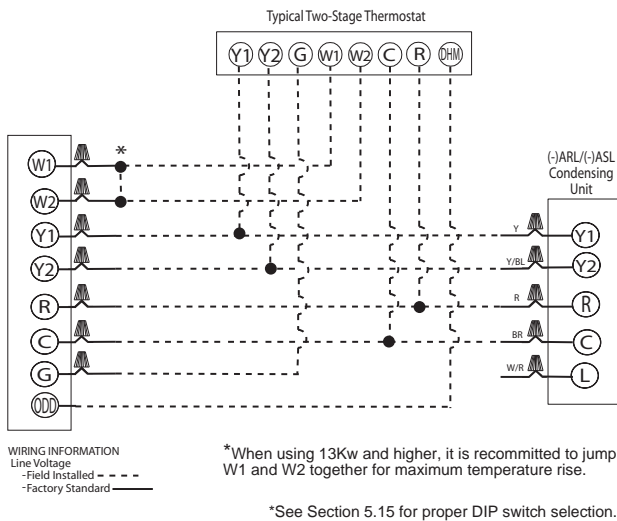 Typical Two-Stage Thermostat
Y1 Y2 G W1 W2 C R DHM
*
W1
W2
Y1
Y2
R
C
G
ODD
(-)ARL/(-)ASL
Condensing
Unit
Y Y1
Y/BL Y2
R R
BR C
W/R L
WIRING INFORMATION
Line Voltage
-Field Installed
-Factory Standard
*When using 13Kw and higher, it is recommitted to jump
W1 and W2 together for maximum temperature rise.
*See Section 5.15 for proper DIP switch selection.